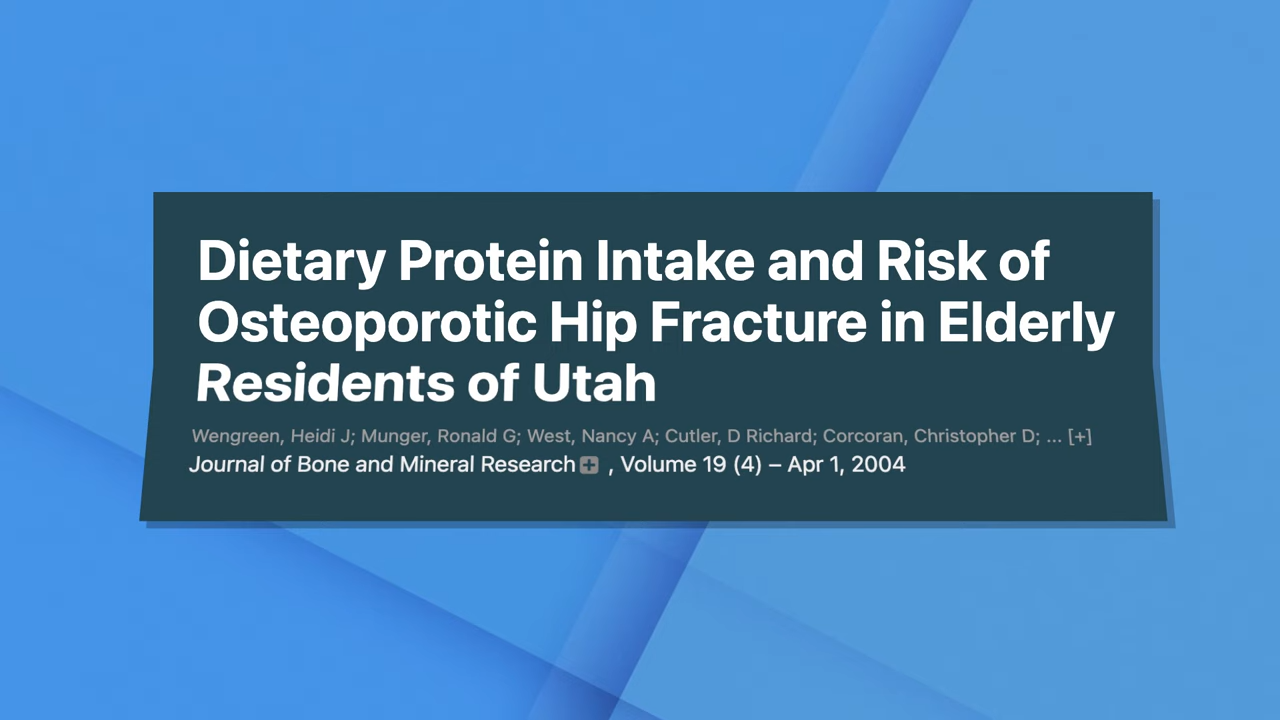 Dietary Protein Intake and Risk of
Osteoporotic Hip Fracture in Elderly
Residents of Utah
Wengreen, Heidi J; Munger, Ronald G; West, Nancy A; Cutler, D Richard; Corcoran, Christopher D; ... [+]
Journal of Bone and Mineral Research + , Volume 19 (4) – Apr 1, 2004